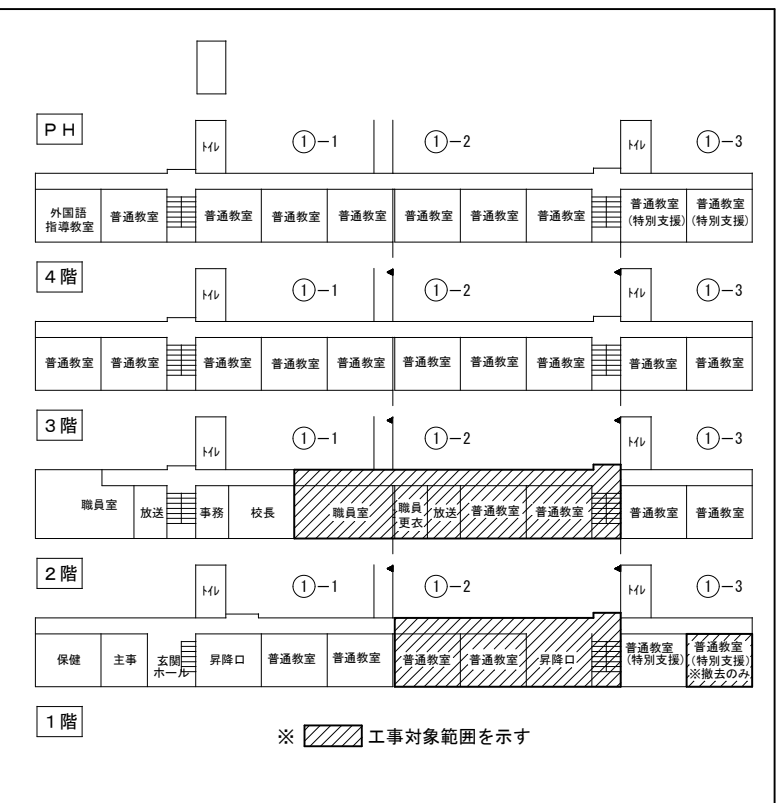 PH
トイレ ①-1 ①-2 トイレ ①-3
外国語
指導教室
普通教室 普通教室 普通教室 普通教室 普通教室 普通教室 普通教室
普通教室
(特別支援)
普通教室
(特別支援)
4階
トイレ ①-1 ①-2 トイレ ①-3
普通教室 普通教室 普通教室 普通教室 普通教室 普通教室 普通教室 普通教室 普通教室 普通教室
3階
トイレ ①-1 ①-2 トイレ ①-3
職員室 放送 事務 校長 職員室
職員
更衣
放送 普通教室 普通教室 普通教室 普通教室
2階
トイレ ①-1 ①-2 トイレ ①-3
保健 主事
玄関
ホール
昇降口 普通教室 普通教室 普通教室 普通教室 昇降口
普通教室
(特別支援)
普通教室
(特別支援)
※撤去のみ
1階
※ 工事対象範囲を示す